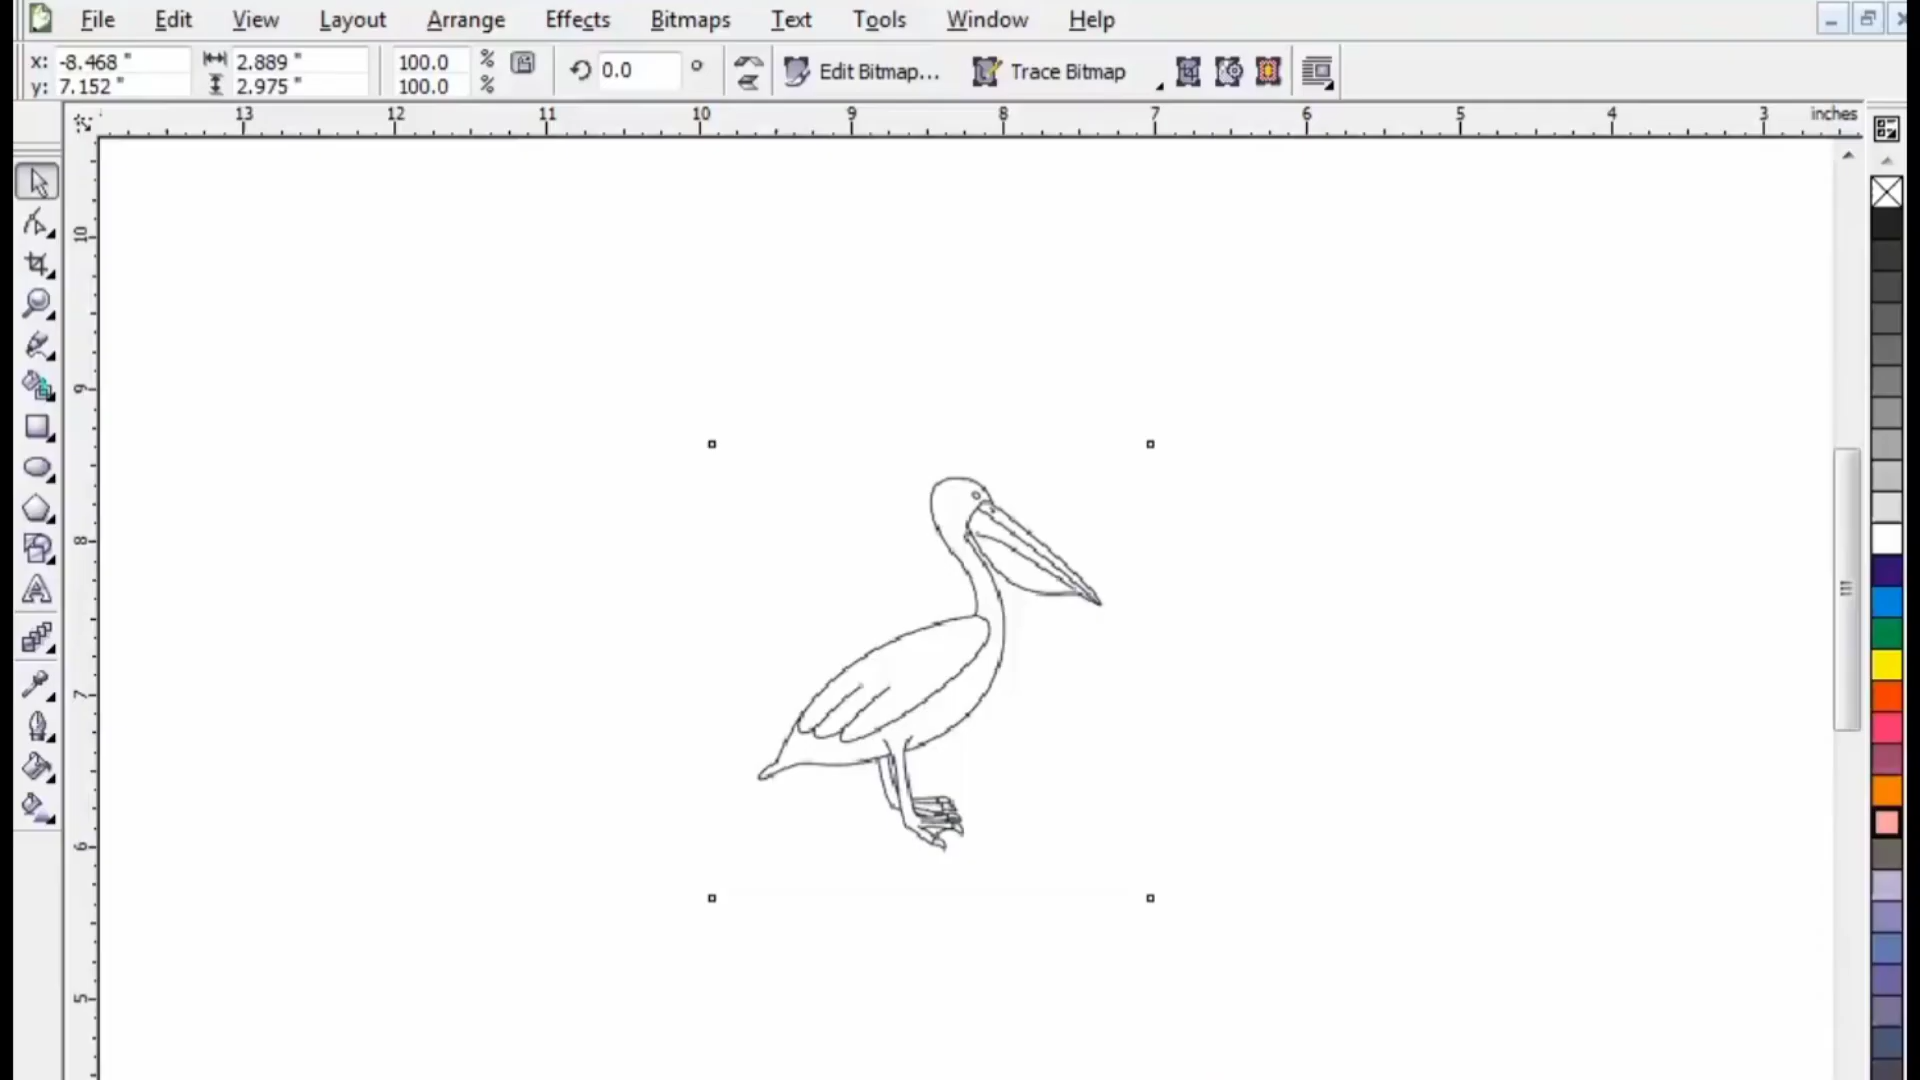 File Edit View Layout Arrange Effects Bitmaps Text Tools Window Help
x: -8.468 " 2.889 " 100.0 % 0.0 ° Edit Bitmap... Trace Bitmap
y: 7.152 " 2.975 " 100.0 %
13 12 11 10 9 8 7 6 5 4 3 inches
10
9
8
7
6
5